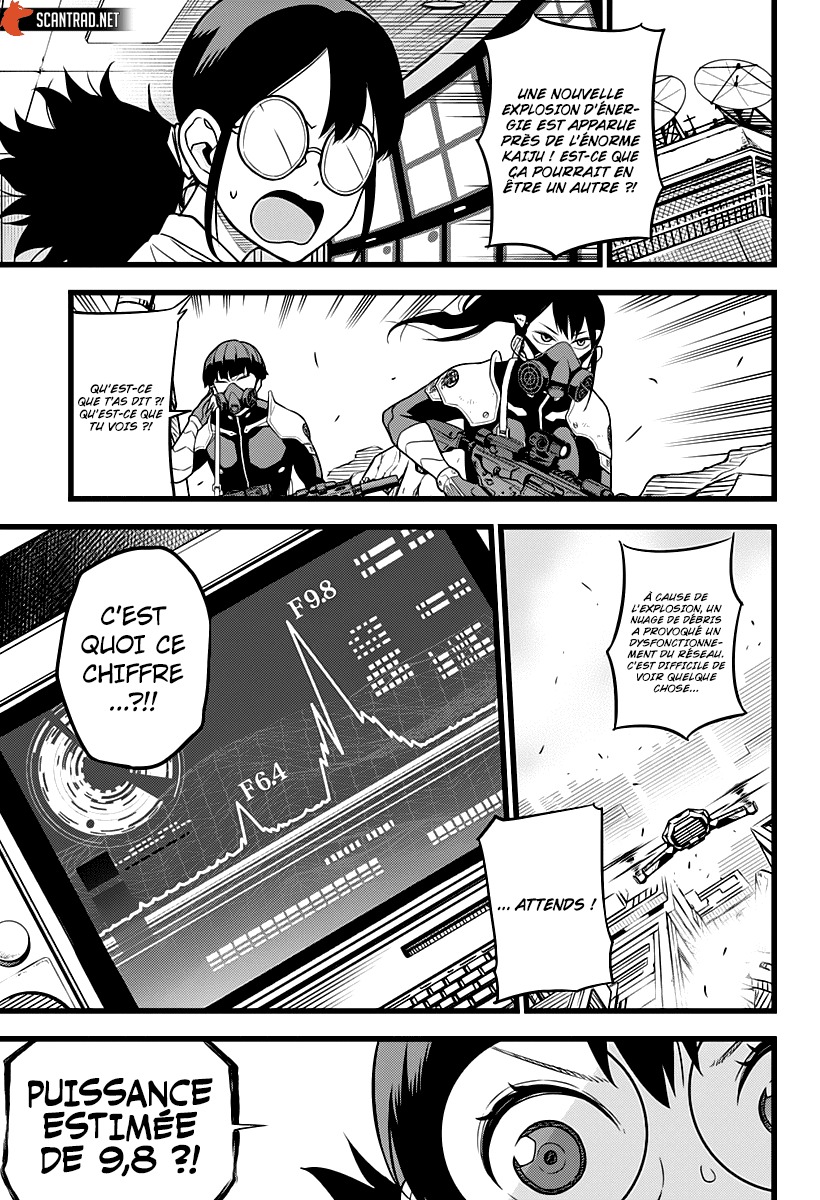 SCANTRAD.NET
UNE NOUVELLE
EXPLOSION D'ÉNER-
GIE EST APPARUE
PRÈS DE L'ÉNORME
KAIJU ! EST-CE QUE
ÇA POURRAIT EN
ÊTRE UN AUTRE ?!
QU'EST-CE
QUE T'AS DIT ?!
QU'EST-CE QUE
TU VOIS ?!
À CAUSE DE
L'EXPLOSION, UN
NUAGE DE DÉBRIS
A PROVOQUÉ UN
DYSFONCTIONNE-
MENT DU RÉSEAU.
C'EST DIFFICILE DE
VOIR QUELQUE
CHOSE...
... ATTENDS !
C'EST
QUOI CE
CHIFFRE
...?!!
F9.8
F6.4
PUISSANCE
ESTIMÉE
DE 9,8 ?!